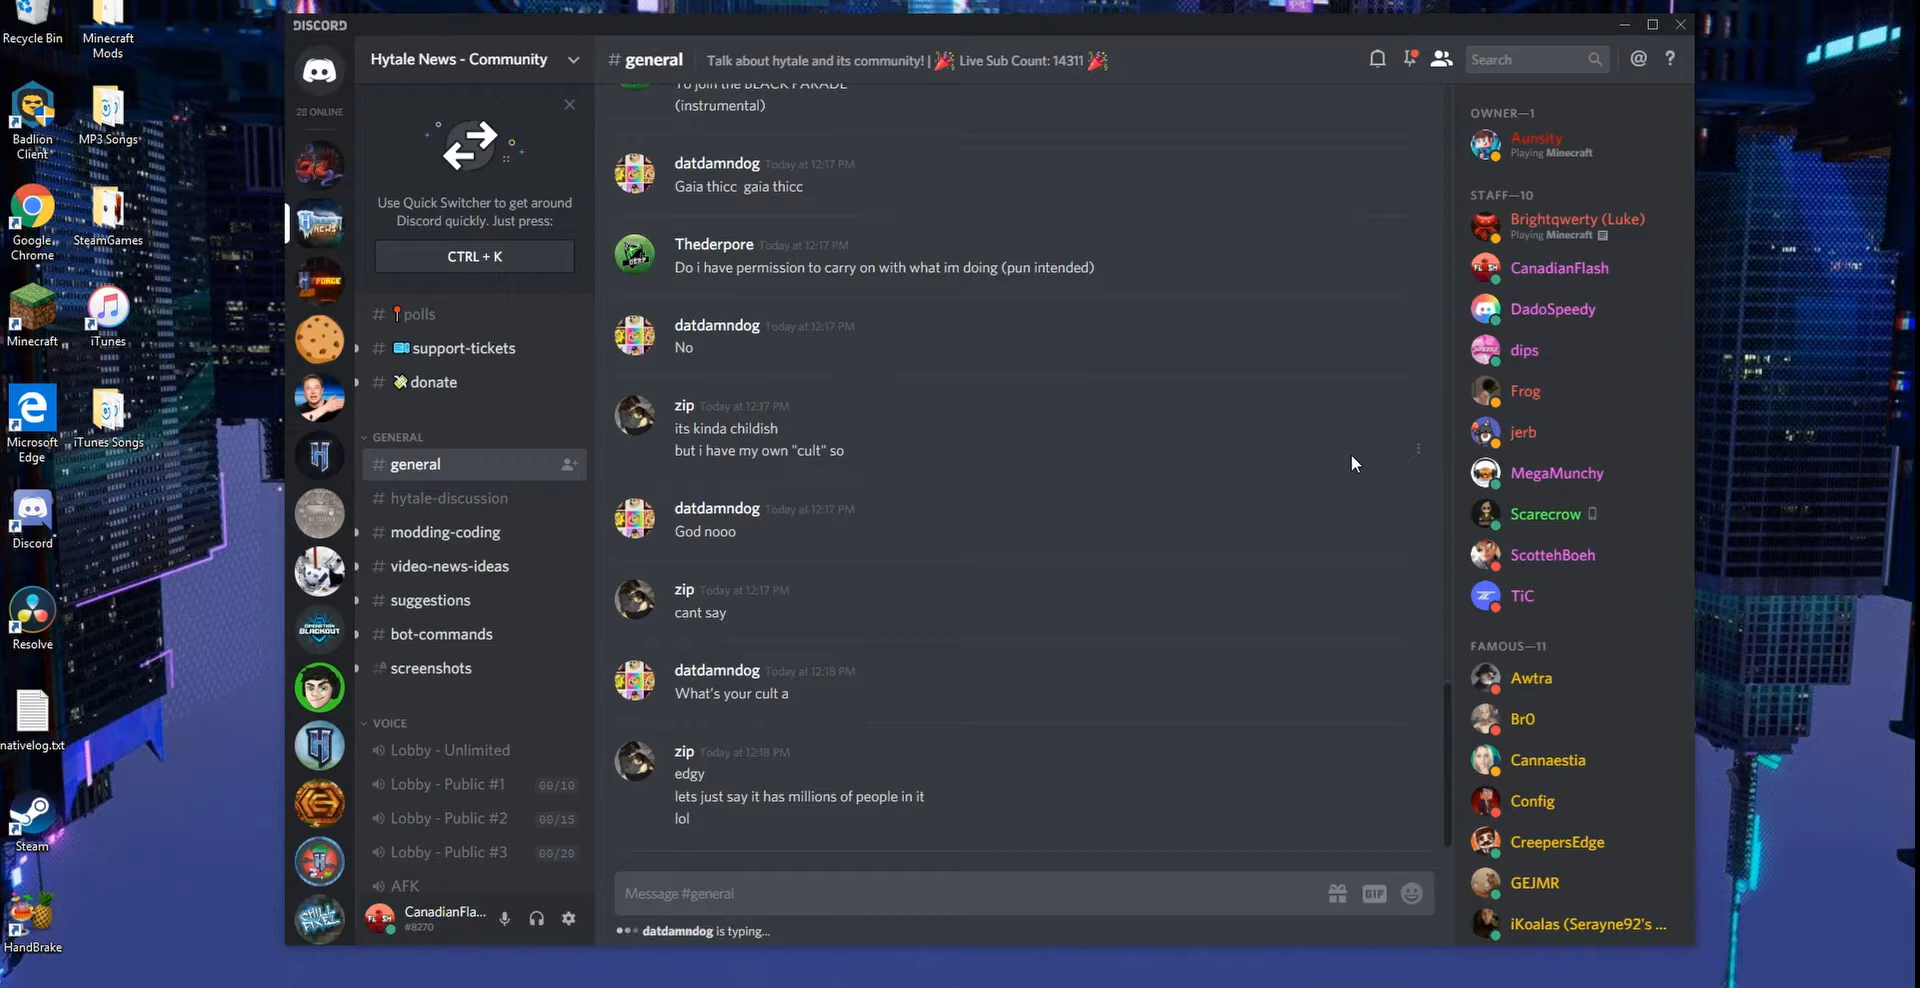 Recycle Bin
Minecraft
Mods
Badlion
Client
MP3 Songs
Google
Chrome
SteamGames
Minecraft
iTunes
Microsoft
Edge
iTunes Songs
Discord
Resolve
nativelog.txt
Steam
HandBrake
DISCORD
28 ONLINE
Hytale News - Community
Use Quick Switcher to get around
Discord quickly. Just press:
CTRL + K
# 📍polls
# 🎟support-tickets
# 💸donate
GENERAL
# general
# hytale-discussion
# modding-coding
# video-news-ideas
# suggestions
# bot-commands
# screenshots
VOICE
Lobby - Unlimited
Lobby - Public #1 00/10
Lobby - Public #2 00/15
Lobby - Public #3 00/20
AFK
CanadianFla...
#8270
# general Talk about hytale and its community! | 🎉 Live Sub Count: 14311 🎉
Search
@ ?
To join the BLACK PARADE
(instrumental)
datdamndog Today at 12:17 PM
Gaia thicc gaia thicc
Thederpore Today at 12:17 PM
Do i have permission to carry on with what im doing (pun intended)
datdamndog Today at 12:17 PM
No
zip Today at 12:17 PM
its kinda childish
but i have my own "cult" so
datdamndog Today at 12:17 PM
God nooo
zip Today at 12:17 PM
cant say
datdamndog Today at 12:18 PM
What's your cult a
zip Today at 12:18 PM
edgy
lets just say it has millions of people in it
lol
Message #general
GIF
datdamndog is typing...
OWNER—1
Aunsity
Playing Minecraft
STAFF—10
Brightqwerty (Luke)
Playing Minecraft
CanadianFlash
DadoSpeedy
dips
Frog
jerb
MegaMunchy
Scarecrow
ScottehBoeh
TiC
FAMOUS—11
Awtra
Br0
Cannaestia
Config
CreepersEdge
GEJMR
iKoalas (Serayne92's ...